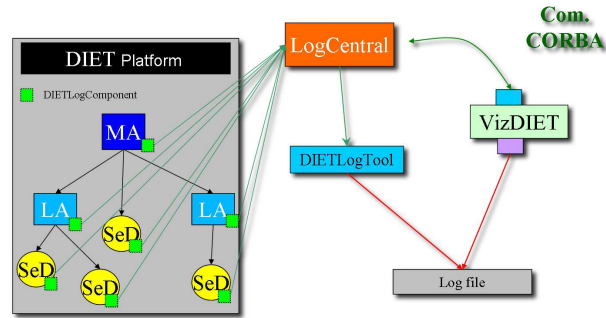 Com.
CORBA
LogCentral
DIET Platform
DIETLogComponent
MA
VizDIET
DIETLogTool
LA
LA
SeD
SeD
SeD
SeD
Log file